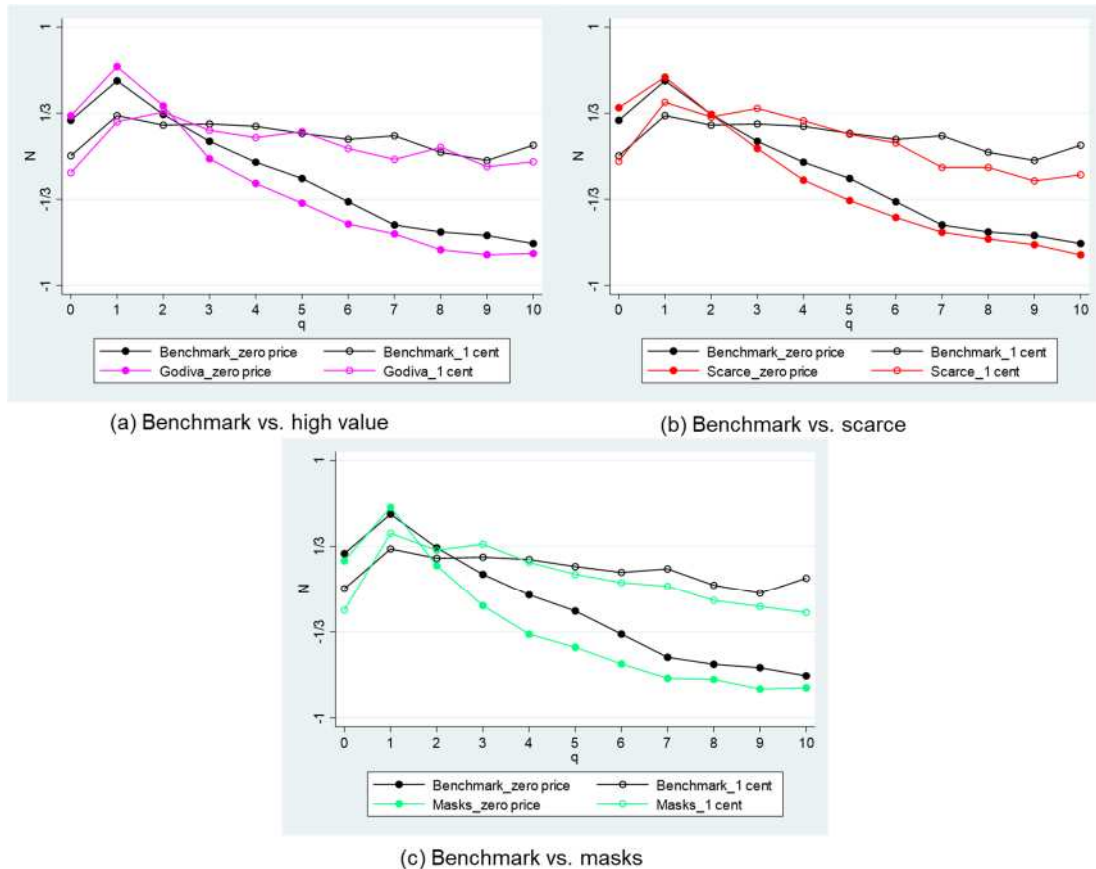 1
1/3
N
-1/3
-1
0 1 2 3 4 5 6 7 8 9 10
q
Benchmark_zero price Benchmark_1 cent
Godiva_zero price Godiva_1 cent
(a) Benchmark vs. high value
1
1/3
N
-1/3
-1
0 1 2 3 4 5 6 7 8 9 10
q
Benchmark_zero price Benchmark_1 cent
Scarce_zero price Scarce_1 cent
(b) Benchmark vs. scarce
1
1/3
N
-1/3
-1
0 1 2 3 4 5 6 7 8 9 10
q
Benchmark_zero price Benchmark_1 cent
Masks_zero price Masks_1 cent
(c) Benchmark vs. masks